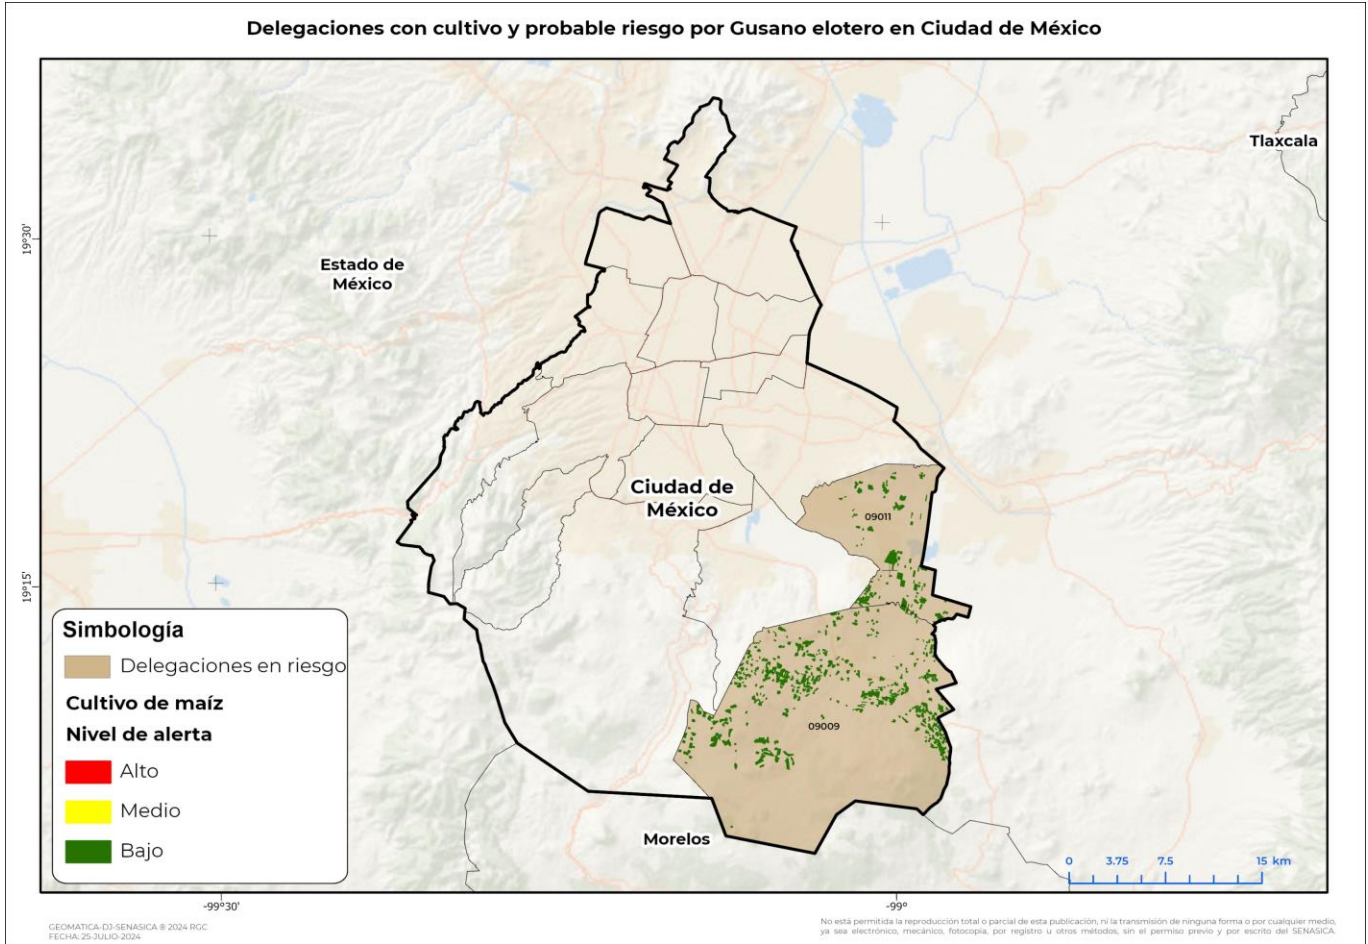 Delegaciones con cultivo y probable riesgo por Gusano elotero en Ciudad de México
Tlaxcala
19°30'
Estado de
México
Ciudad de
México
09011
19°15'
Simbología
Delegaciones en riesgo
Cultivo de maíz
Nivel de alerta
Alto
Medio
Bajo
09009
Morelos
0 3.75 7.5 15 km
-99°30'
-99°
GEOMATICA-DJ-SENASICA ® 2024 RGC
FECHA: 25-JULIO-2024
No está permitida la reproducción total o parcial de esta publicación, ni la transmisión de ninguna forma o por cualquier medio,
ya sea electrónico, mecánico, fotocopia, por registro u otros métodos, sin el permiso previo y por escrito del SENASICA.